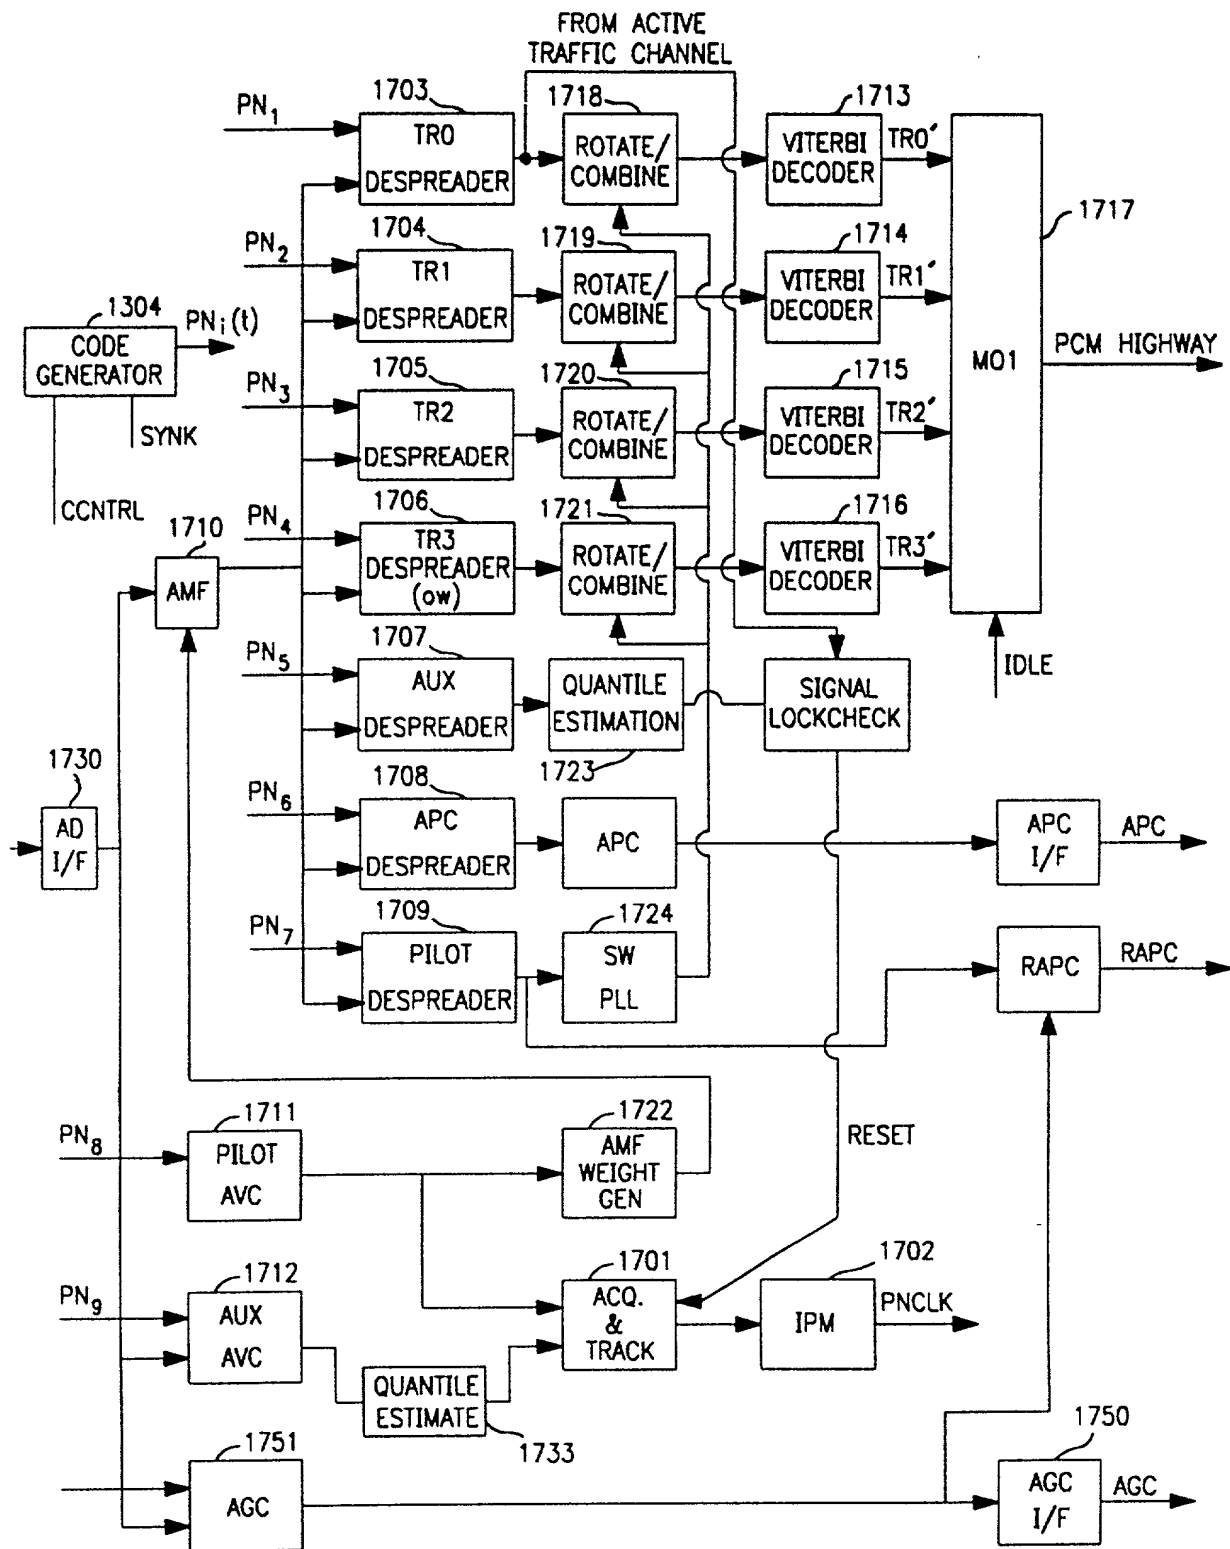 FROM ACTIVE
TRAFFIC CHANNEL
PN1
1703
TR0
DESPREADER
1718
ROTATE/
COMBINE
1713
VITERBI
DECODER
TR0'
PN2
1704
TR1
DESPREADER
1719
ROTATE/
COMBINE
1714
VITERBI
DECODER
TR1'
1717
MO1
PCM HIGHWAY
1304
CODE
GENERATOR
PNi(t)
SYNK
CCNTRL
PN3
1705
TR2
DESPREADER
1720
ROTATE/
COMBINE
1715
VITERBI
DECODER
TR2'
PN4
1706
TR3
DESPREADER
(OW)
1721
ROTATE/
COMBINE
1716
VITERBI
DECODER
TR3'
IDLE
1710
AMF
PN5
1707
AUX
DESPREADER
QUANTILE
ESTIMATION
1723
SIGNAL
LOCKCHECK
1730
AD
I/F
PN6
1708
APC
DESPREADER
APC
APC
I/F
APC
PN7
1709
PILOT
DESPREADER
1724
SW
PLL
RAPC
RAPC
PN8
1711
PILOT
AVC
1722
AMF
WEIGHT
GEN
RESET
PN9
1712
AUX
AVC
QUANTILE
ESTIMATE
1733
1701
ACQ.
&
TRACK
1702
IPM
PNCLK
1751
AGC
1750
AGC
I/F
AGC